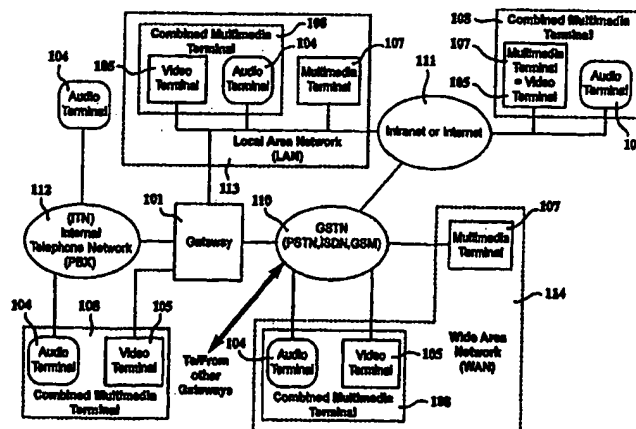 106
Combined Multimedia
Terminal
104
107
105
Video
Terminal
Audio
Terminal
Multimedia
Terminal
Local Area Network
(LAN)
113
104
Audio
Terminal
111
Intranet or Internet
108
Combined Multimedia
Terminal
107
105
Multimedia
Terminal
Video
Terminal
Audio
Terminal
10
112
(ITN)
Internal
Telephone Network
(PBX)
101
Gateway
110
GSTN
(PSTN,ISDN,GSM)
107
Multimedia
Terminal
114
Wide Area
Network
(WAN)
104
108
105
Audio
Terminal
Video
Terminal
Combined Multimedia
Terminal
To/From
other
Gateways
104
Audio
Terminal
Video
Terminal
105
Combined Multimedia
Terminal
108